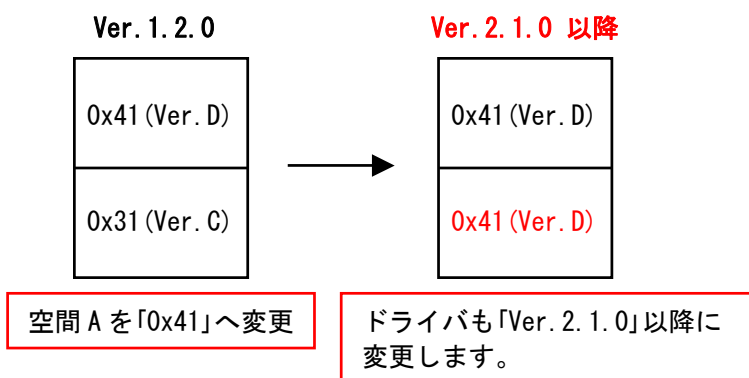 Ver.1.2.0
Ver.2.1.0 以降
0x41(Ver.D)
0x41(Ver.D)
0x31(Ver.C)
0x41(Ver.D)
空間 A を「0x41」へ変更
ドライバも「Ver.2.1.0」以降に
変更します。